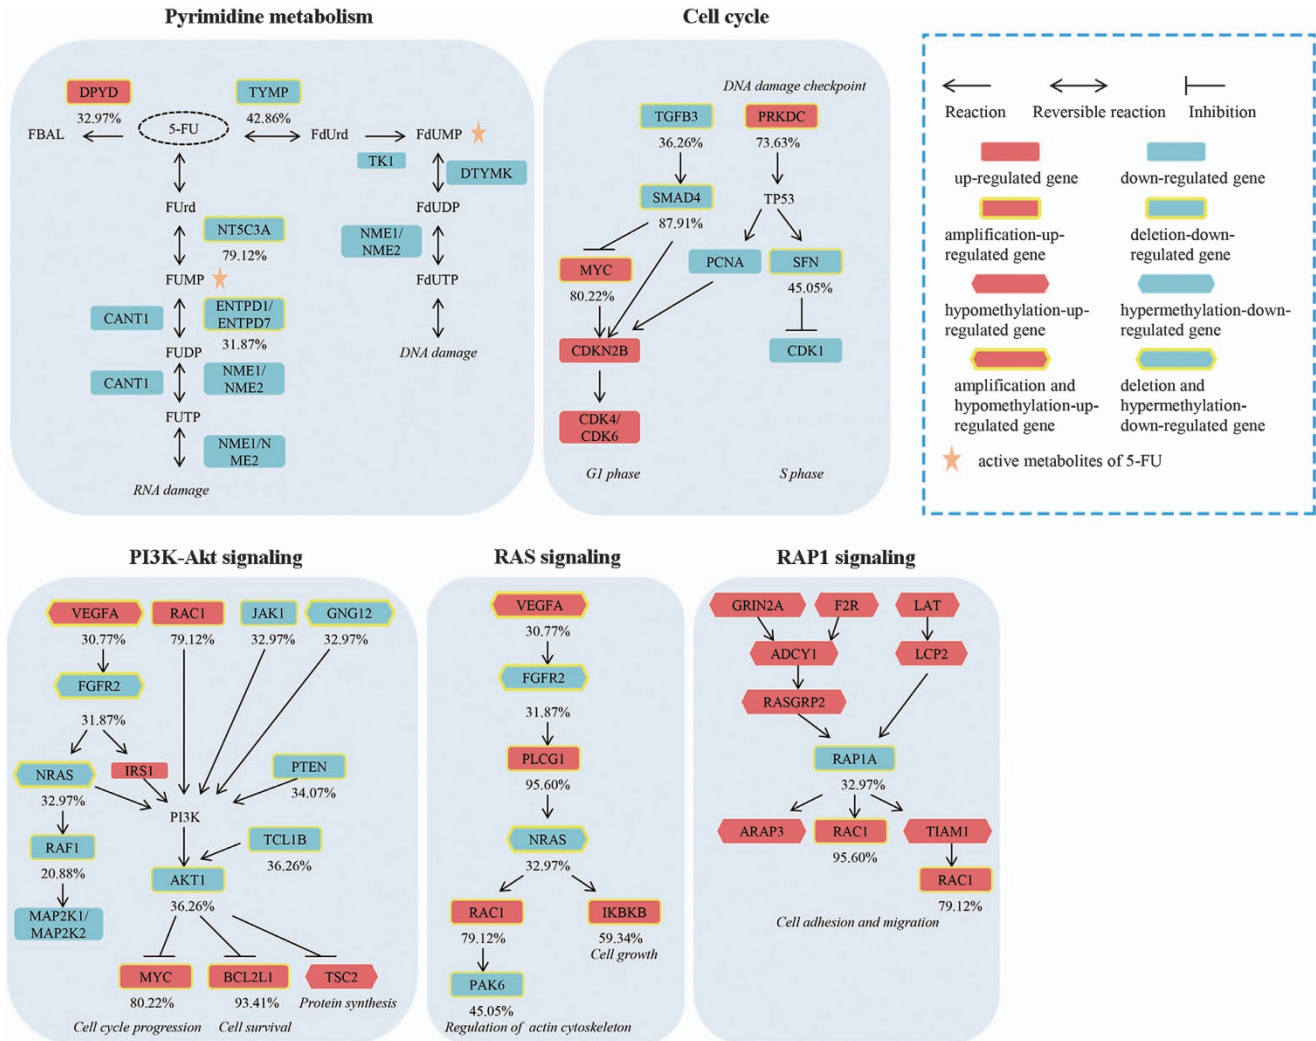 Pyrimidine metabolism
DPYD
32.97%
TYMP
42.86%
FBAL
5-FU
FdUrd
FdUMP
TK1
DTYMK
FUrd
FdUDP
NT5C3A
79.12%
NME1/
NME2
FUMP
FdUTP
CANT1
ENTPD1/
ENTPD7
31.87%
FUDP
DNA damage
CANT1
NME1/
NME2
FUTP
NME1/N
ME2
RNA damage
Cell cycle
DNA damage checkpoint
TGFB3
36.26%
PRKDC
73.63%
SMAD4
87.91%
TP53
MYC
80.22%
PCNA
SFN
45.05%
CDKN2B
CDK1
CDK4/
CDK6
G1 phase
S phase
Reaction
Reversible reaction
Inhibition
up-regulated gene
down-regulated gene
amplification-up-
regulated gene
deletion-down-
regulated gene
hypomethylation-up-
regulated gene
hypermethylation-down-
regulated gene
amplification and
hypomethylation-up-
regulated gene
deletion and
hypermethylation-
down-regulated gene
active metabolites of 5-FU
PI3K-Akt signaling
VEGFA
30.77%
RAC1
79.12%
JAK1
32.97%
GNG12
32.97%
FGFR2
31.87%
NRAS
32.97%
IRS1
PTEN
34.07%
PI3K
RAF1
20.88%
TCL1B
36.26%
AKT1
36.26%
MAP2K1/
MAP2K2
MYC
80.22%
BCL2L1
93.41%
TSC2
Protein synthesis
Cell cycle progression
Cell survival
RAS signaling
VEGFA
30.77%
FGFR2
31.87%
PLCG1
95.60%
NRAS
32.97%
RAC1
79.12%
IKBKB
59.34%
Cell growth
PAK6
45.05%
Regulation of actin cytoskeleton
RAP1 signaling
GRIN2A
F2R
LAT
ADCY1
LCP2
RASGRP2
RAP1A
32.97%
ARAP3
RAC1
95.60%
TIAM1
RAC1
79.12%
Cell adhesion and migration